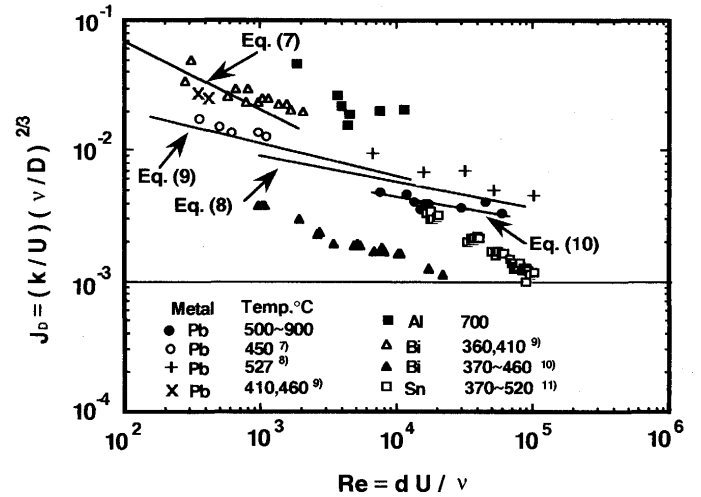 10⁻¹
10⁻²
10⁻³
10⁻⁴
J_D = (k / U) (ν / D)^2/3
Eq. (7)
Eq. (9)
Eq. (8)
Eq. (10)
Metal Temp.°C
● Pb 500~900
○ Pb 450 ⁷⁾
+ Pb 527 ⁸⁾
× Pb 410,460 ⁹⁾
■ Al 700
△ Bi 360,410 ⁹⁾
▲ Bi 370~460 ¹⁰⁾
□ Sn 370~520 ¹¹⁾
10² 10³ 10⁴ 10⁵ 10⁶
Re = d U / ν